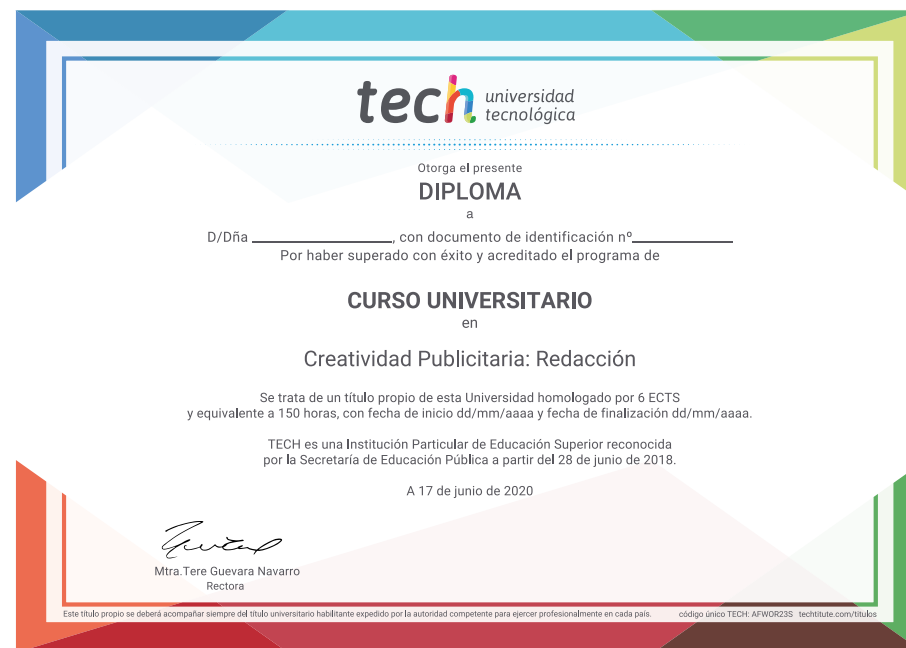 tech universidad
tecnológica
Otorga el presente
DIPLOMA
a
D/Dña ____________________, con documento de identificación nº______________
Por haber superado con éxito y acreditado el programa de
CURSO UNIVERSITARIO
en
Creatividad Publicitaria: Redacción
Se trata de un título propio de esta Universidad homologado por 6 ECTS
y equivalente a 150 horas, con fecha de inicio dd/mm/aaaa y fecha de finalización dd/mm/aaaa.
TECH es una Institución Particular de Educación Superior reconocida
por la Secretaría de Educación Pública a partir del 28 de junio de 2018.
A 17 de junio de 2020
Mtra.Tere Guevara Navarro
Rectora
Este título propio se deberá acompañar siempre del título universitario habilitante expedido por la autoridad competente para ejercer profesionalmente en cada país. código único TECH: AFWOR23S techtitute.com/titulos